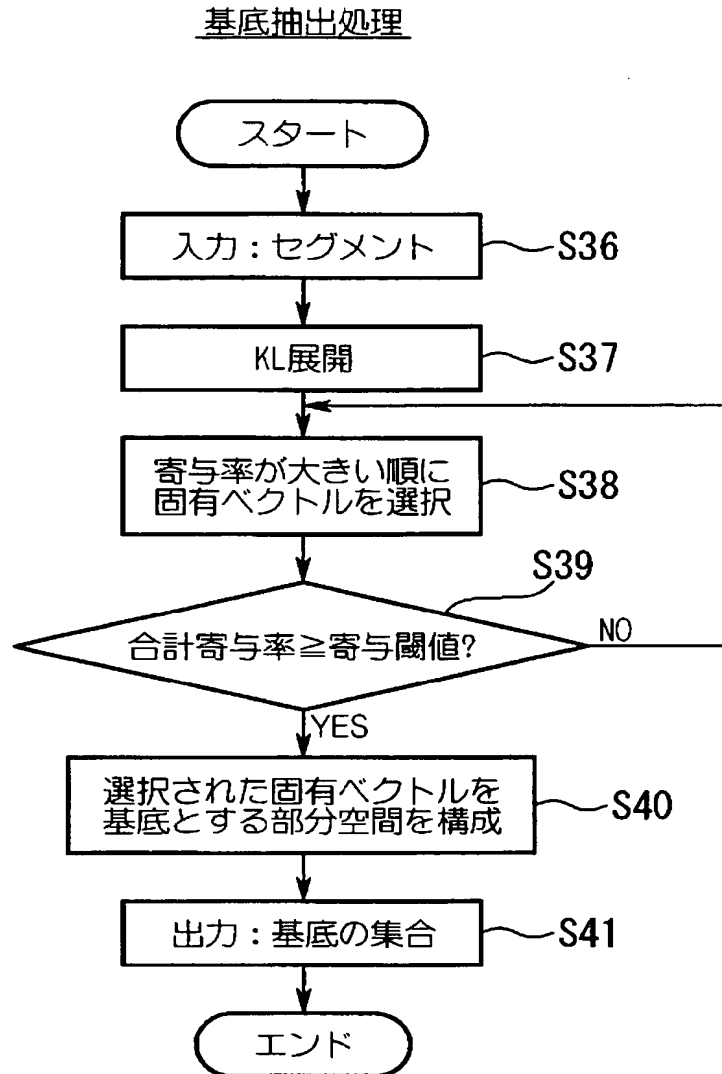 基底抽出処理
スタート
入力：セグメント
S36
KL展開
S37
寄与率が大きい順に
固有ベクトルを選択
S38
S39
合計寄与率≧寄与閾値?
NO
YES
選択された固有ベクトルを
基底とする部分空間を構成
S40
出力：基底の集合
S41
エンド